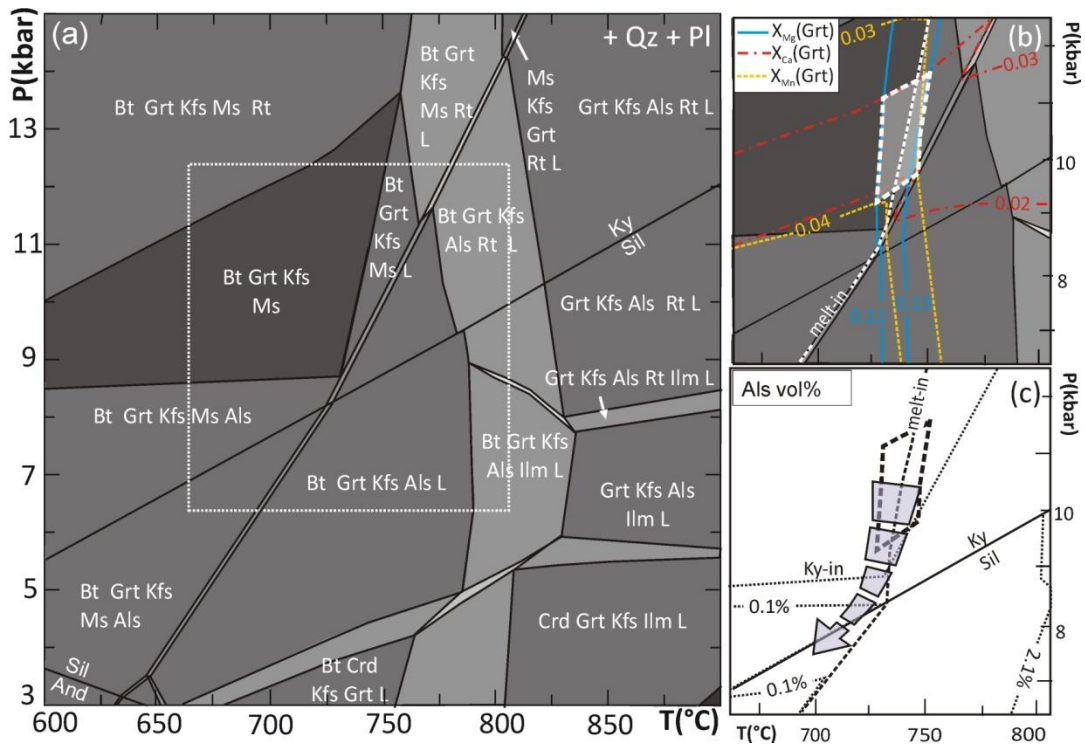 (a)
+ Qz + Pl
P(kbar)
13
11
9
7
5
3
600
650
700
750
800
850
T(°C)
Bt Grt Kfs Ms Rt
Bt Grt
Kfs
Ms Rt
L
Ms
Kfs
Grt
Rt L
Grt Kfs Als Rt L
Bt
Grt
Kfs
Ms L
Bt Grt Kfs
Als Rt L
Ky
Sil
Bt Grt Kfs
Ms
Grt Kfs Als Rt L
Grt Kfs Als Rt Ilm L
Bt Grt Kfs Ms Als
Bt Grt Kfs
Als Ilm L
Bt Grt Kfs Als L
Grt Kfs Als
Ilm L
Bt Grt Kfs
Ms Als
Crd Grt Kfs Ilm L
Sil
And
Bt Crd
Kfs Grt L
(b)
XMg(Grt)
XCa(Grt)
XMn(Grt)
0.03
0.03
0.04
0.02
melt-in
P(kbar)
10
8
700
750
800
(c)
Als vol%
melt-in
P(kbar)
Ky
Sil
Ky-in
0.1%
0.1%
2.1%
10
8
T(°C)
700
750
800